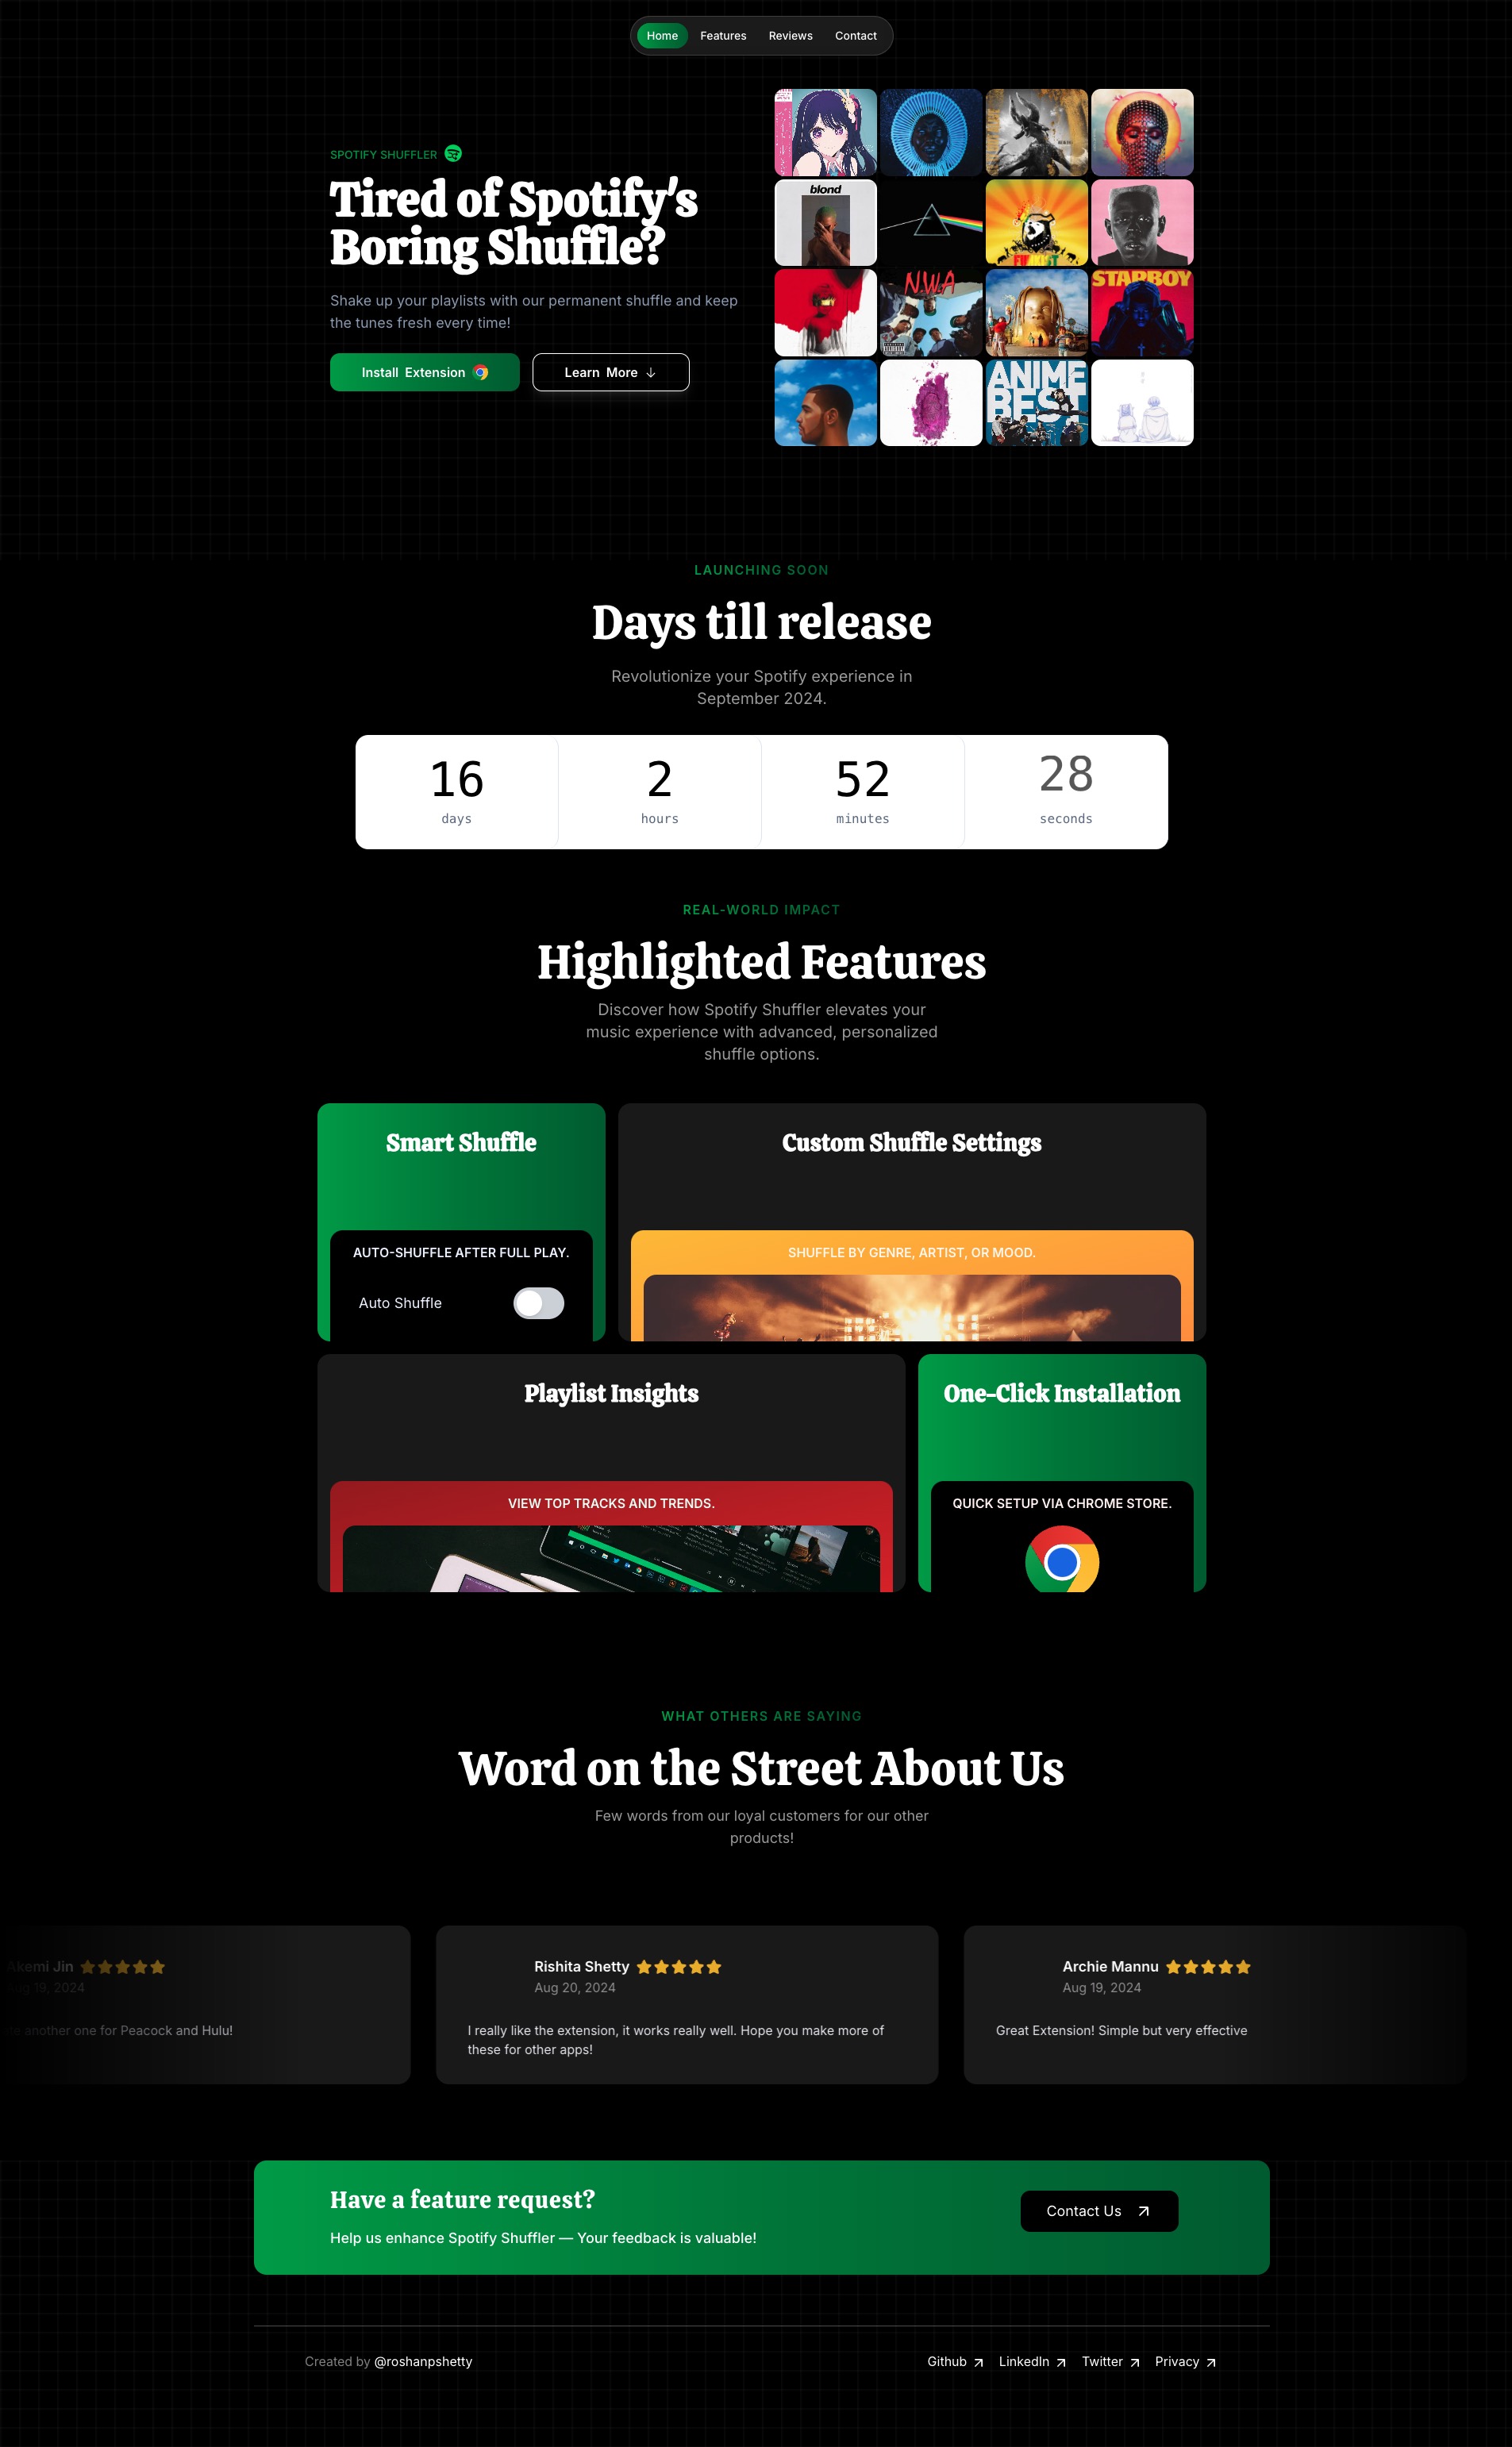 Home Features Reviews Contact
SPOTIFY SHUFFLER
Tired of Spotify's
Boring Shuffle?
Shake up your playlists with our permanent shuffle and keep
the tunes fresh every time!
Install Extension
Learn More
blond
N.W.A
STARBOY
ANIME
BEST
LAUNCHING SOON
Days till release
Revolutionize your Spotify experience in
September 2024.
16 2 52 28
days hours minutes seconds
REAL-WORLD IMPACT
Highlighted Features
Discover how Spotify Shuffler elevates your
music experience with advanced, personalized
shuffle options.
Smart Shuffle
AUTO-SHUFFLE AFTER FULL PLAY.
Auto Shuffle
Custom Shuffle Settings
SHUFFLE BY GENRE, ARTIST, OR MOOD.
Playlist Insights
VIEW TOP TRACKS AND TRENDS.
One-Click Installation
QUICK SETUP VIA CHROME STORE.
WHAT OTHERS ARE SAYING
Word on the Street About Us
Few words from our loyal customers for our other
products!
Akemi Jin
Aug 19, 2024
another one for Peacock and Hulu!
Rishita Shetty
Aug 20, 2024
I really like the extension, it works really well. Hope you make more of
these for other apps!
Archie Mannu
Aug 19, 2024
Great Extension! Simple but very effective
Have a feature request?
Help us enhance Spotify Shuffler — Your feedback is valuable!
Contact Us
Created by @roshanpshetty
Github LinkedIn Twitter Privacy